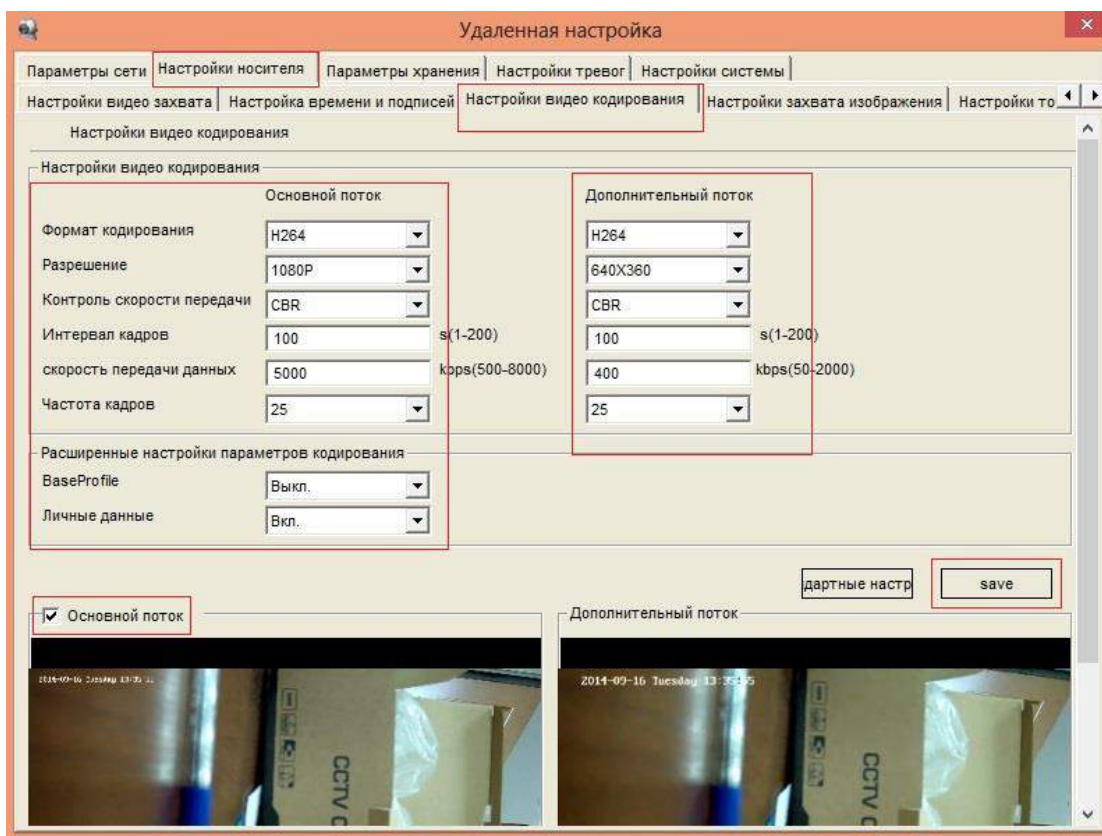 Удаленная настройка
Параметры сети Настройки носителя Параметры хранения Настройки тревог Настройки системы
Настройки видео захвата Настройка времени и подписей Настройки видео кодирования Настройки захвата изображения Настройки то
Настройки видео кодирования
Настройки видео кодирования
Основной поток Дополнительный поток
Формат кодирования H264 H264
Разрешение 1080P 640X360
Контроль скорости передачи CBR CBR
Интервал кадров 100 s(1-200) 100 s(1-200)
скорость передачи данных 5000 kbps(500-8000) 400 kbps(50-2000)
Частота кадров 25 25
Расширенные настройки параметров кодирования
BaseProfile Выкл.
Личные данные Вкл.
дартные настр save
Основной поток Дополнительный поток
2014-09-16 Tuesday 2014-09-16 Tuesday
CCTV CCTV